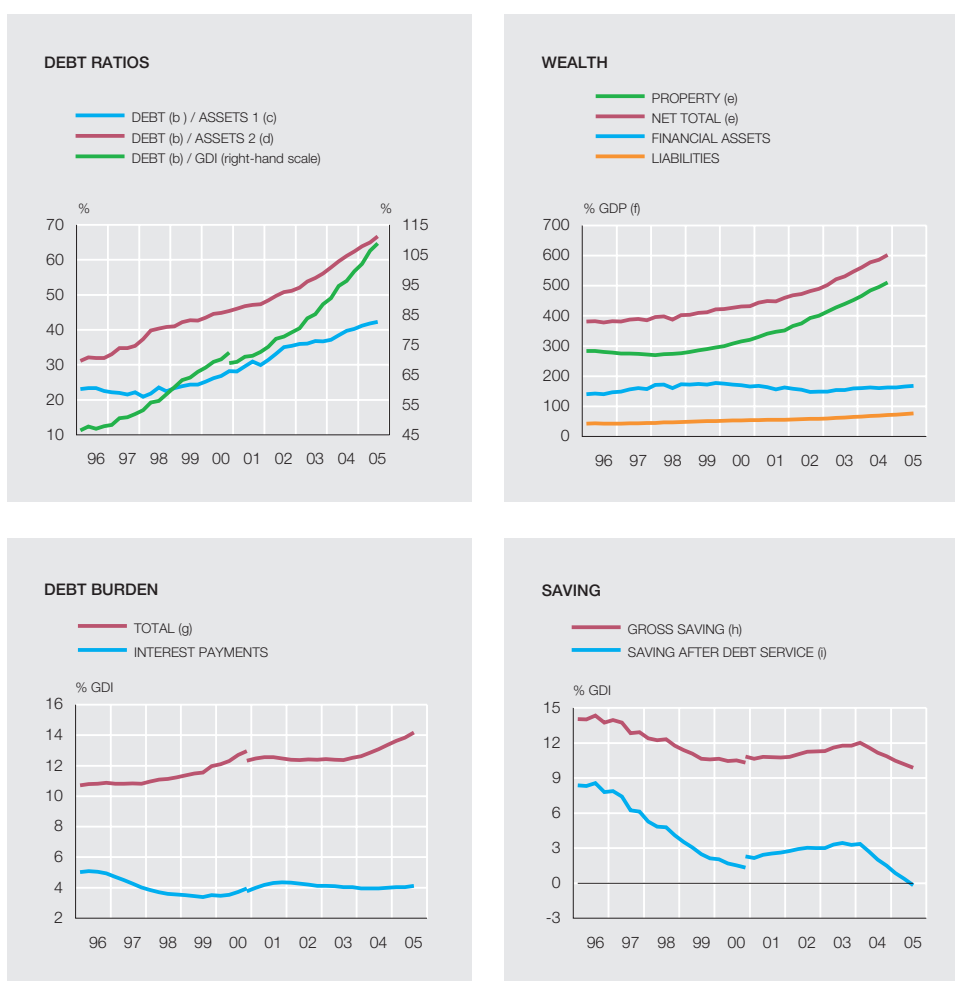 DEBT RATIOS
DEBT (b ) / ASSETS 1 (c)
DEBT (b) / ASSETS 2 (d)
DEBT (b) / GDI (right-hand scale)
% %
70 115
60 105
50 95
40 85
30 75
20 65
10 55
45
96 97 98 99 00 01 02 03 04 05
WEALTH
PROPERTY (e)
NET TOTAL (e)
FINANCIAL ASSETS
LIABILITIES
% GDP (f)
700
600
500
400
300
200
100
0
96 97 98 99 00 01 02 03 04 05
DEBT BURDEN
TOTAL (g)
INTEREST PAYMENTS
% GDI
16
14
12
10
8
6
4
2
96 97 98 99 00 01 02 03 04 05
SAVING
GROSS SAVING (h)
SAVING AFTER DEBT SERVICE (i)
% GDI
15
12
9
6
3
0
-3
96 97 98 99 00 01 02 03 04 05